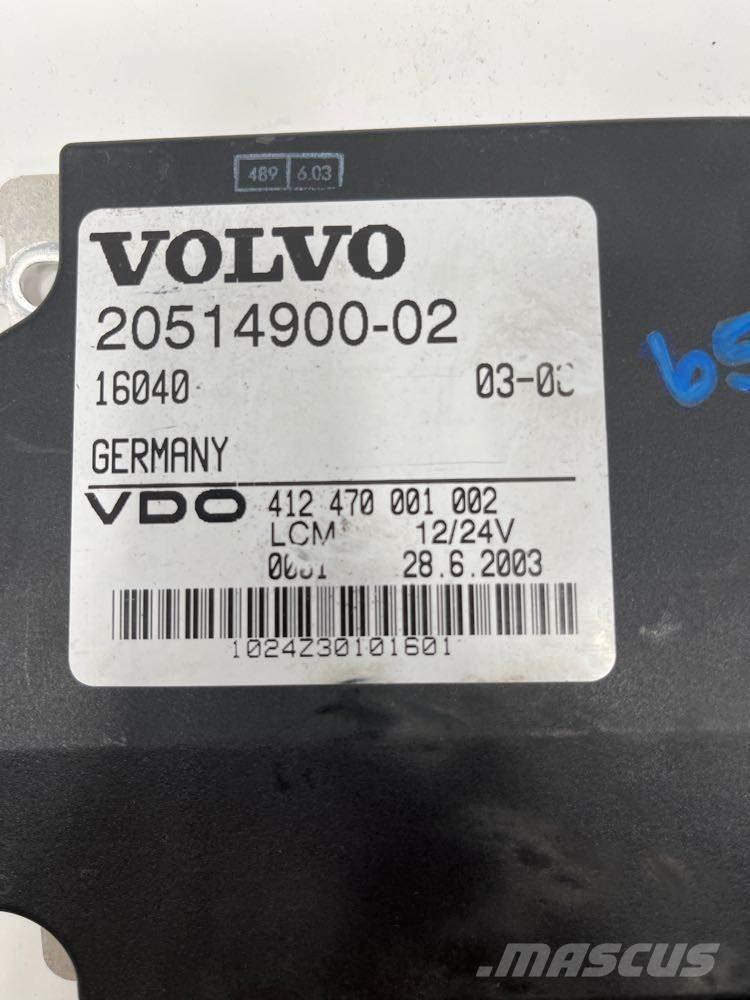 489 6.03
VOLVO
20514900-02
16040
GERMANY
VDO 412 470 001 002
LCM 12/24V
28.6.2003
1024Z30101601
MASCUS